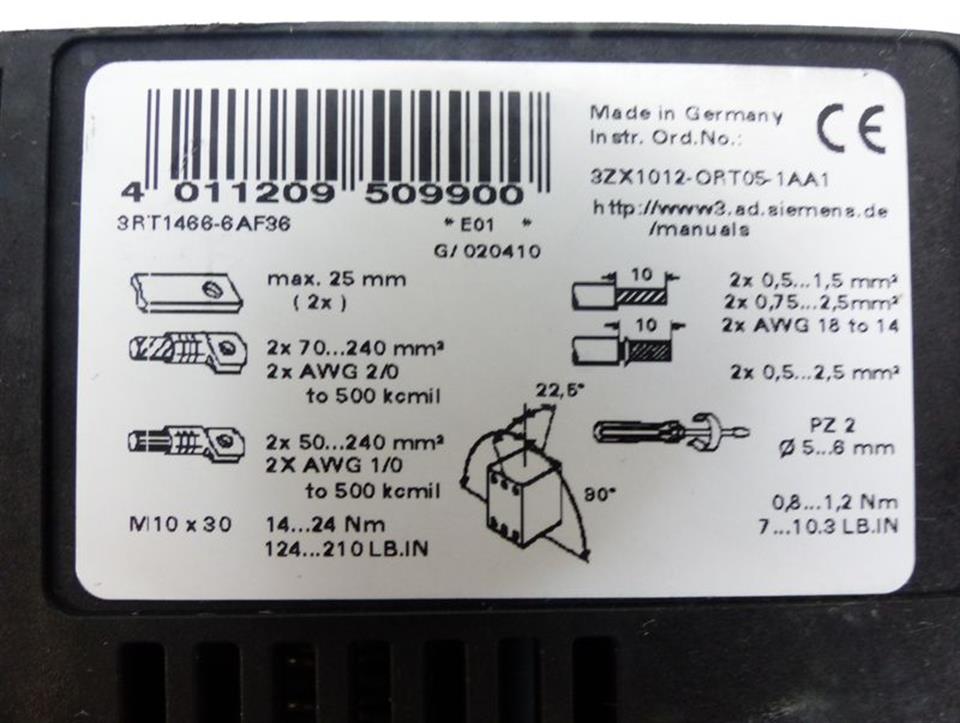 4 011209 509900
3RT1466-6AF36 * E01 *
G/ 020410
Made in Germany
Instr. Ord.No.:
3ZX1012-ORT05-1AA1
http://www3.ad.siemens.de
/manuals
CE
max. 25 mm
( 2x )
2x 70...240 mm²
2x AWG 2/0
to 500 kcmil
2x 50...240 mm²
2X AWG 1/0
to 500 kcmil
M10 x 30 14...24 Nm
124...210 LB.IN
10
10
2x 0,5...1,5 mm²
2x 0,75...2,5mm²
2x AWG 18 to 14
2x 0,5...2,5 mm²
22,5°
90°
PZ 2
Ø 5...6 mm
0,8...1,2 Nm
7...10.3 LB.IN